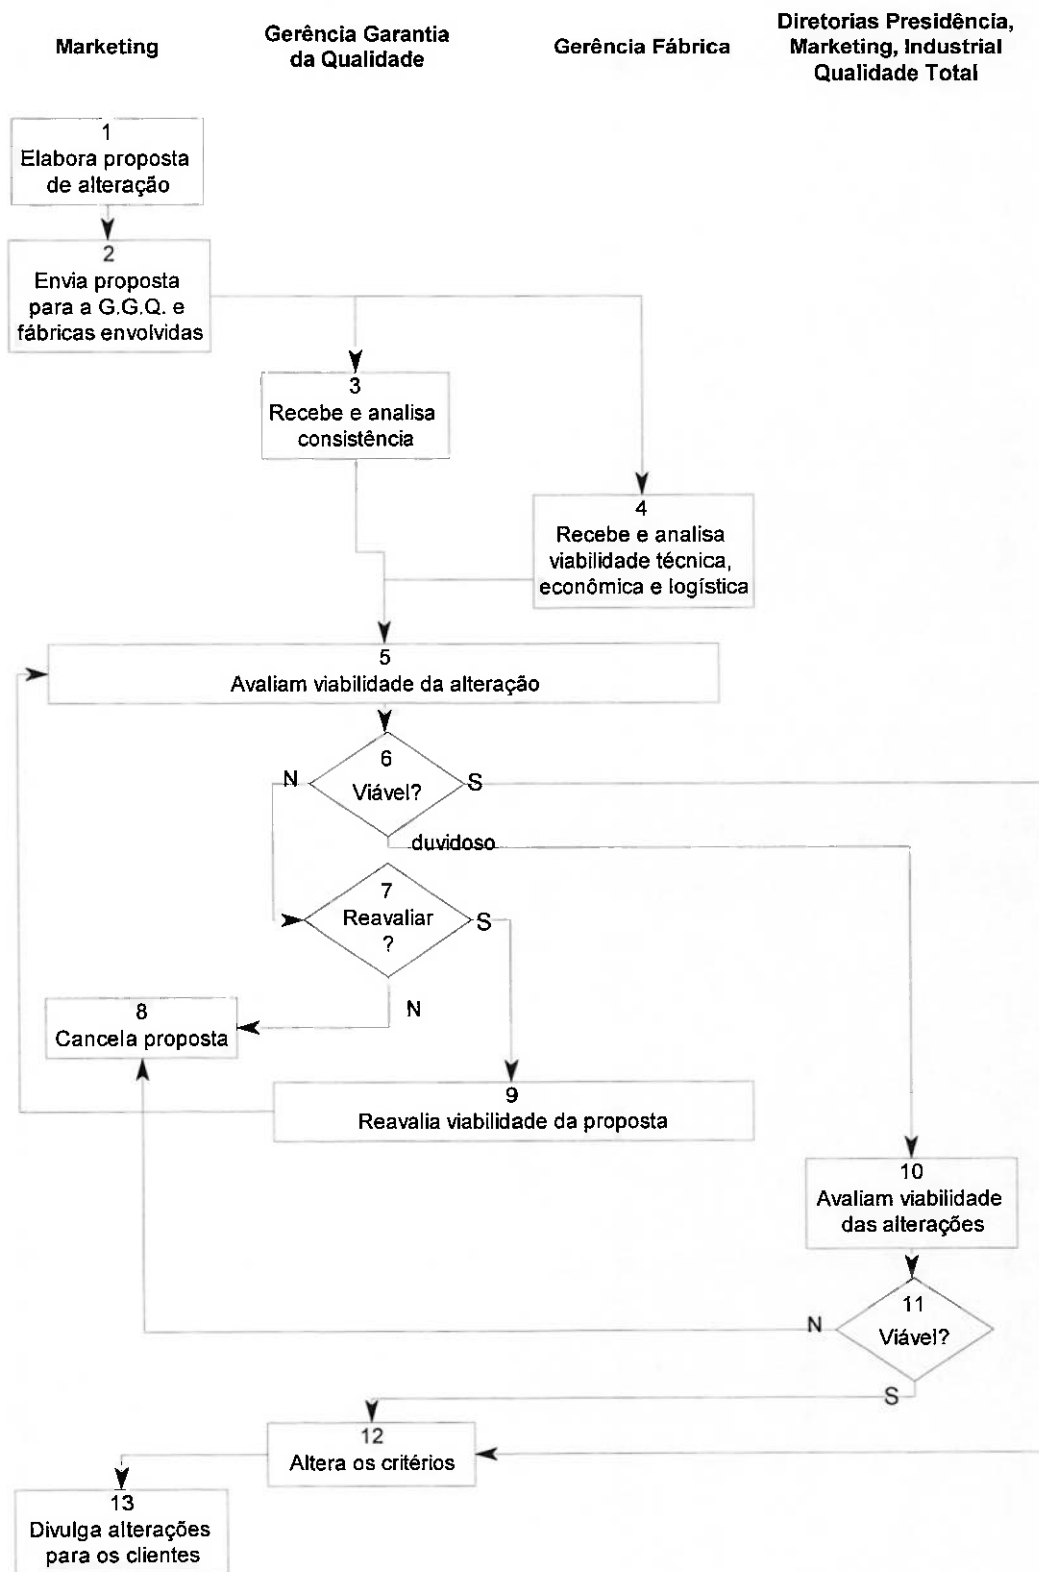 Marketing
Gerência Garantia
da Qualidade
Gerência Fábrica
Diretorias Presidência,
Marketing, Industrial
Qualidade Total
1
Elabora proposta
de alteração
2
Envia proposta
para a G.G.Q. e
fábricas envolvidas
3
Recebe e analisa
consistência
4
Recebe e analisa
viabilidade técnica,
econômica e logística
5
Avaliam viabilidade da alteração
6
Viável?
N
S
duvidoso
7
Reavaliar
?
S
N
8
Cancela proposta
9
Reavalia viabilidade da proposta
10
Avaliam viabilidade
das alterações
11
Viável?
N
S
12
Altera os critérios
13
Divulga alterações
para os clientes